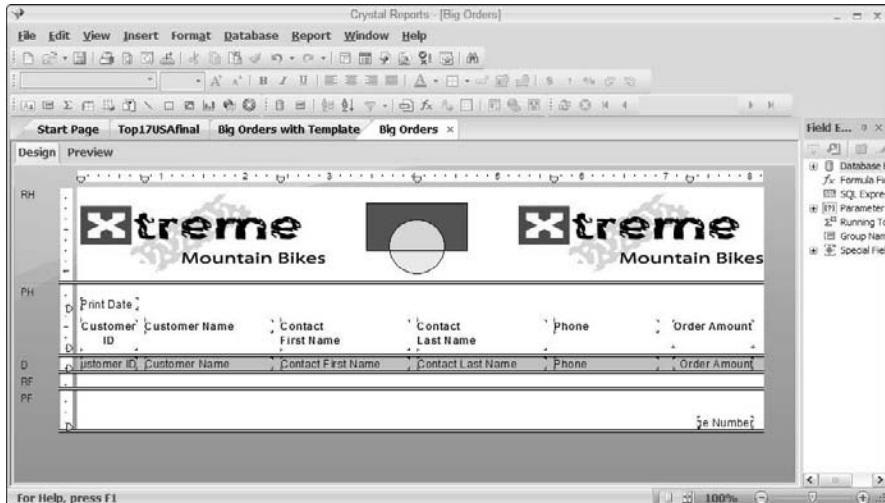 Crystal Reports - [Big Orders]
File Edit View Insert Format Database Report Window Help
Start Page Top17USAfinal Big Orders with Template Big Orders ×
Field E...
Design Preview
RH
Xtreme
Mountain Bikes
Xtreme
Mountain Bikes
PH
Print Date
Customer ID Customer Name Contact First Name Contact Last Name Phone Order Amount
D
ustomer ID Customer Name Contact First Name Contact Last Name Phone Order Amount
RF
PF
ge Number
Database F
Formula Fie
SQL Expre
Parameter
Running To
Group Nam
Special Fiel
For Help, press F1
100%